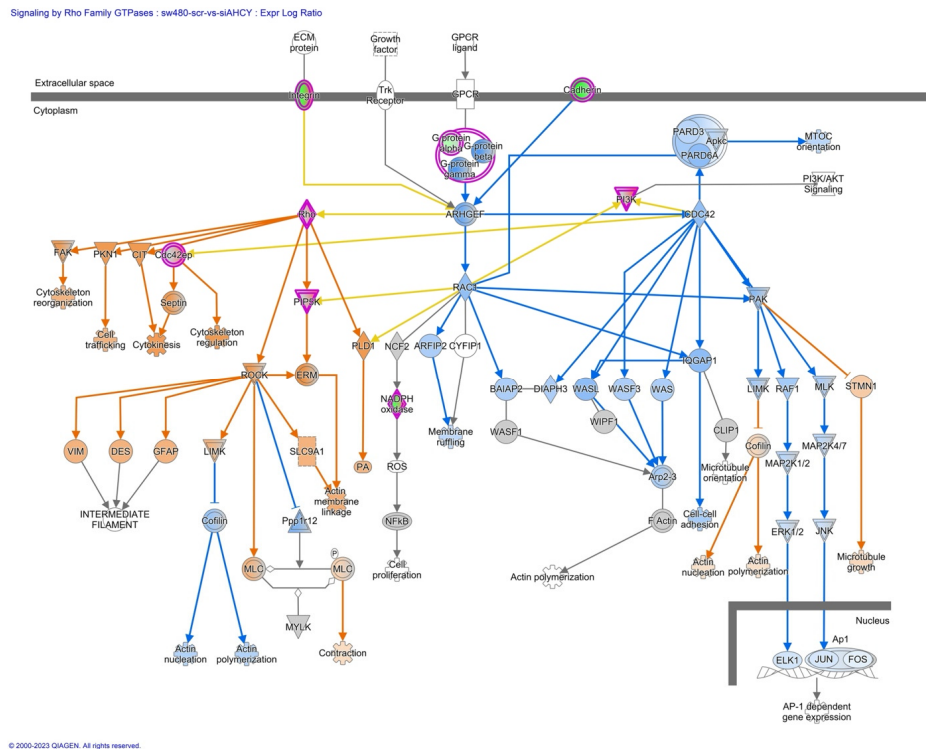 Signaling by Rho Family GTPases : sw480-scr-vs-siAHCY : Expr Log Ratio
ECM
protein
Growth
factor
GPCR
ligand
Extracellular space
Cytoplasm
Integrin
Trk
Receptor
GPCR
Cadherin
G-protein
alpha
G-protein
beta
G-protein
gamma
PARD3
Apkc
PARD6A
MTOC
orientation
PI3K/AKT
Signaling
PI3K
Rho
ARHGEF
CDC42
FAK
PKN1
CIT
Cdc42ep
RAC1
Cytoskeleton
reorganization
Septin
PIP5K
PAK
Cell
trafficking
Cytokinesis
Cytoskeleton
regulation
PLD1
NCF2
ARFIP2
CYFIP1
IQGAP1
ROCK
ERM
BAIAP2
DIAPH3
WASL
WASF3
WAS
LIMK
RAF1
MLK
STMN1
NADPH
oxidase
WASF1
WIPF1
CLIP1
Membrane
ruffling
VIM
DES
GFAP
LIMK
SLC9A1
PA
ROS
Arp2-3
Microtubule
orientation
Cofilin
MAP2K1/2
MAP2K4/7
Actin
membrane
linkage
INTERMEDIATE
FILAMENT
Cofilin
Ppp1r12
NFkB
F Actin
Cell-cell
adhesion
ERK1/2
JNK
MLC
P
MLC
Cell
proliferation
Actin polymerization
Actin
nucleation
Actin
polymerization
Microtubule
growth
MYLK
Nucleus
Actin
nucleation
Actin
polymerization
Contraction
Ap1
ELK1
JUN
FOS
AP-1 dependent
gene expression
© 2000-2023 QIAGEN. All rights reserved.